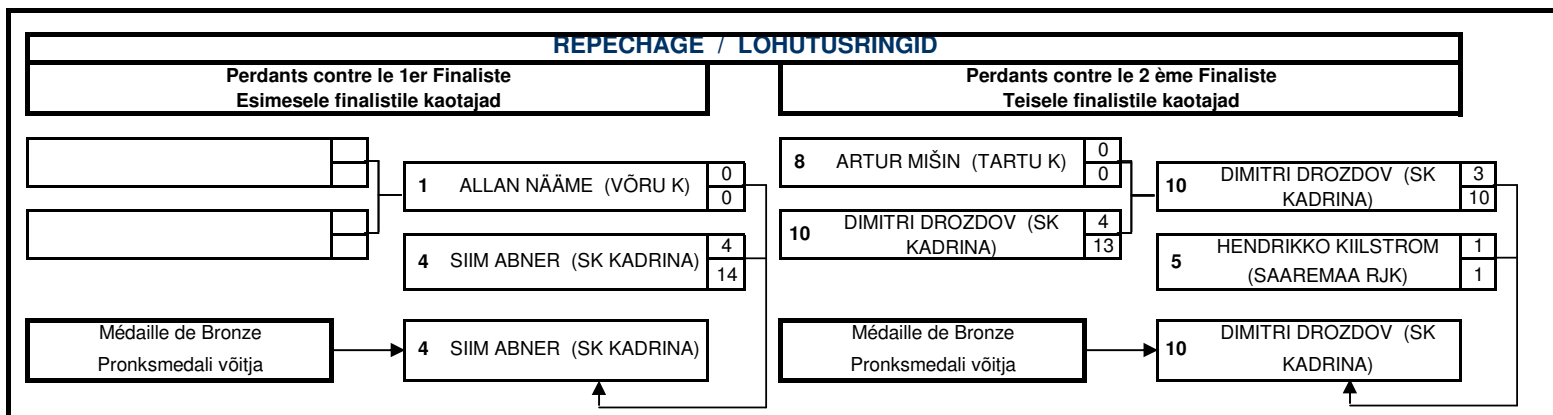 REPECHAGE / LOHUTUSRINGID
Perdants contre le 1er Finaliste
Esimesele finalistile kaotajad
Perdants contre le 2 ème Finaliste
Teisele finalistile kaotajad
1 ALLAN NÄÄME (VÕRU K) 0
0
4 SIIM ABNER (SK KADRINA) 4
14
Médaille de Bronze
Pronksmedali võitja
4 SIIM ABNER (SK KADRINA)
8 ARTUR MIŠIN (TARTU K) 0
0
10 DIMITRI DROZDOV (SK 4
KADRINA) 13
10 DIMITRI DROZDOV (SK 3
KADRINA) 10
5 HENDRIKKO KIILSTROM 1
(SAAREMAA RJK) 1
Médaille de Bronze
Pronksmedali võitja
10 DIMITRI DROZDOV (SK
KADRINA)